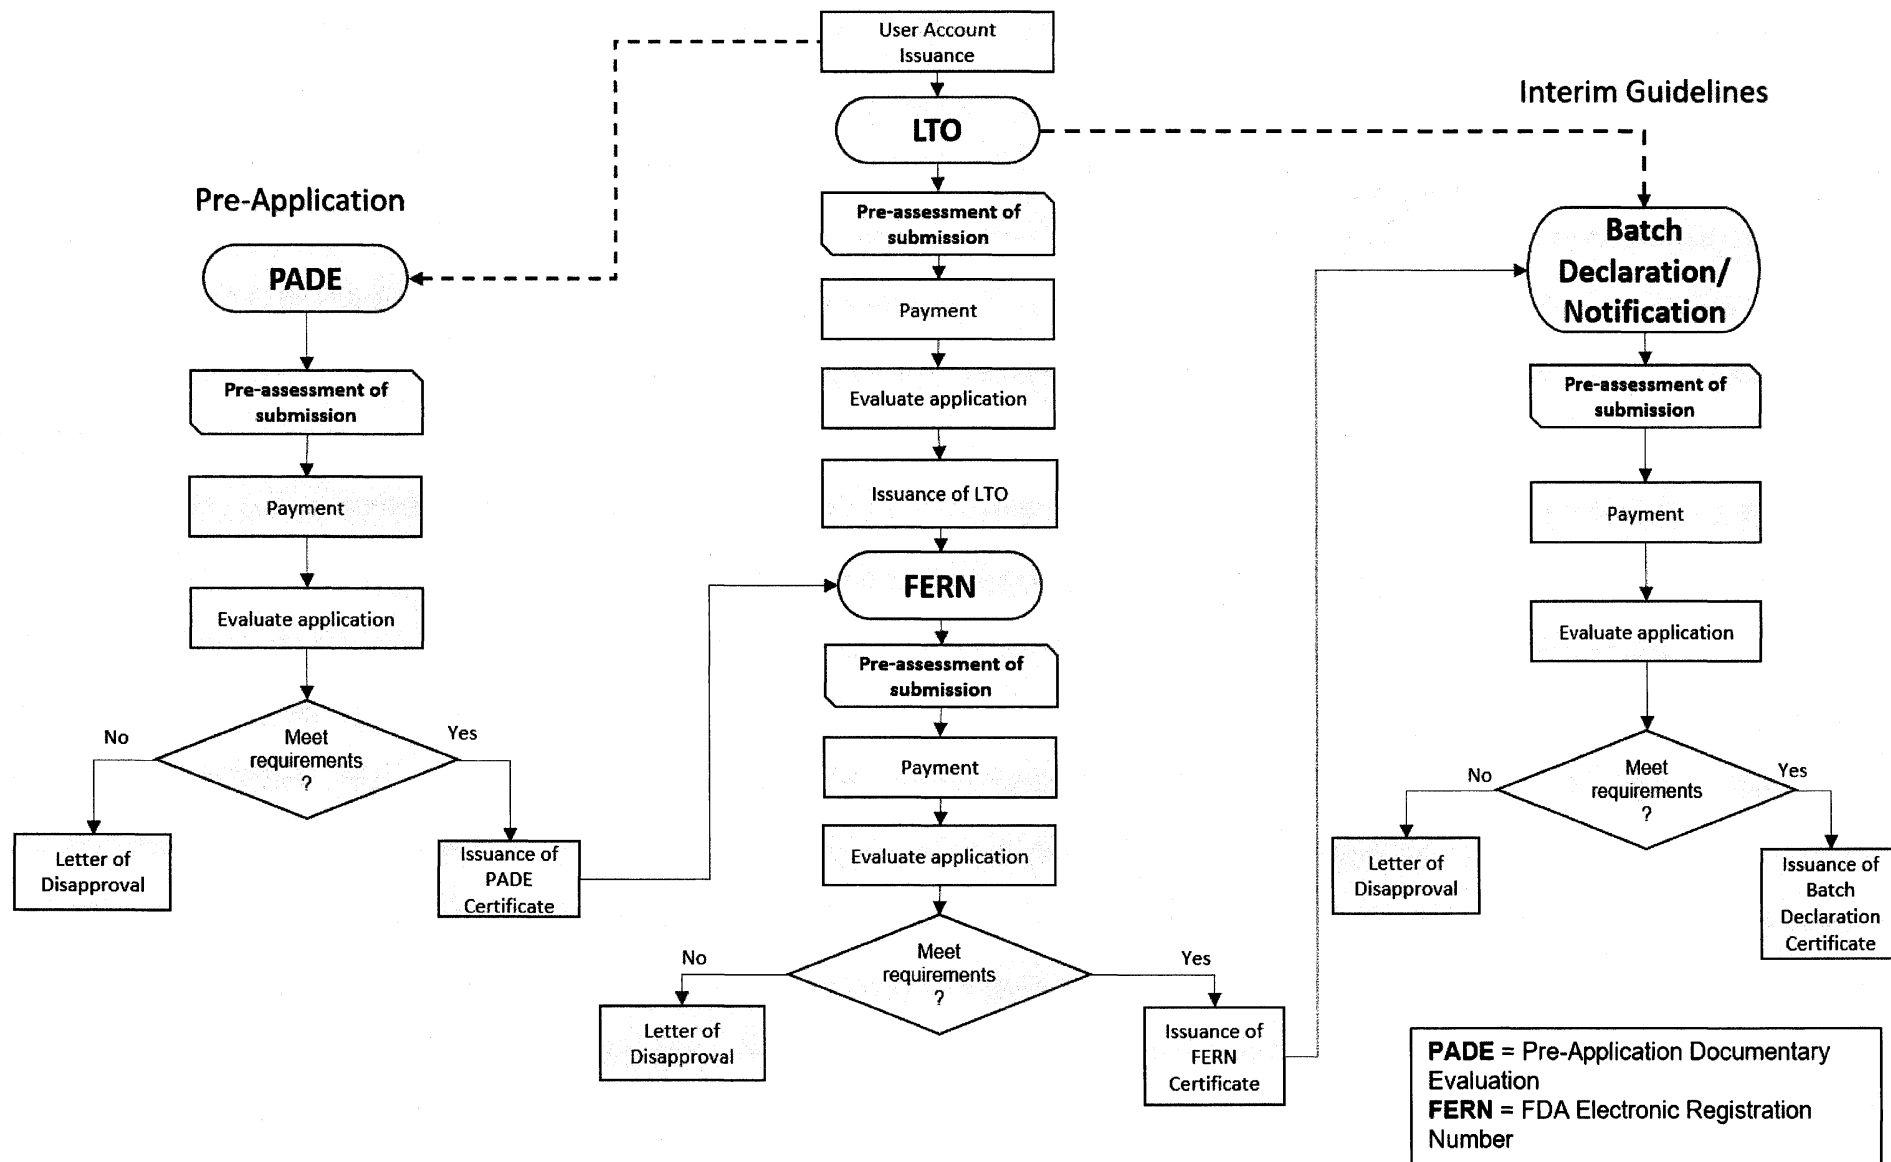 User Account
Issuance
Interim Guidelines
LTO
Pre-Application
PADE
Pre-assessment of
submission
Payment
Evaluate application
Meet
requirements
?
No
Yes
Letter of
Disapproval
Issuance of
PADE
Certificate
Pre-assessment of
submission
Payment
Evaluate application
Issuance of LTO
FERN
Pre-assessment of
submission
Payment
Evaluate application
Meet
requirements
?
No
Yes
Letter of
Disapproval
Issuance of
FERN
Certificate
Batch
Declaration/
Notification
Pre-assessment of
submission
Payment
Evaluate application
Meet
requirements
?
No
Yes
Letter of
Disapproval
Issuance of
Batch
Declaration
Certificate
PADE = Pre-Application Documentary
Evaluation
FERN = FDA Electronic Registration
Number